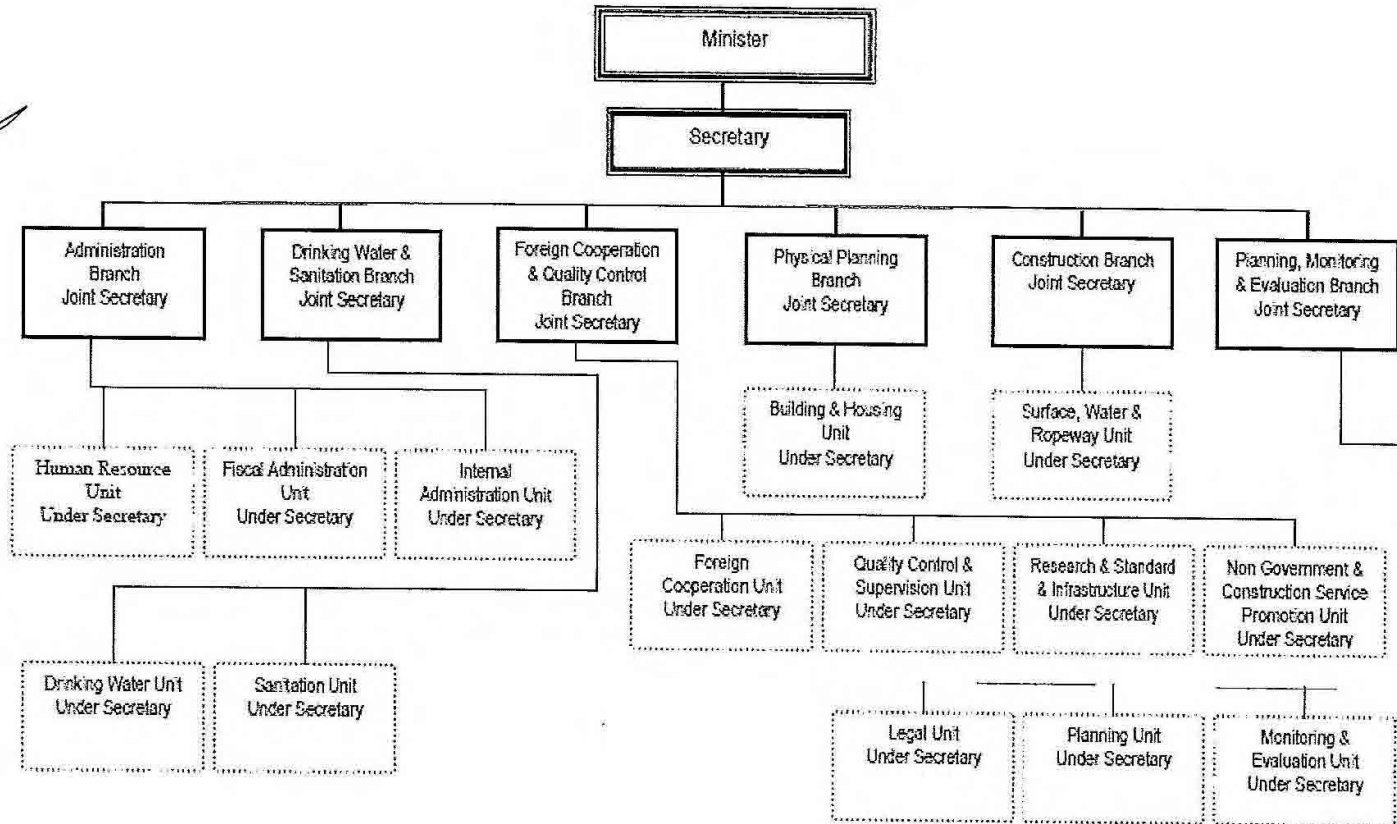 Minister
Secretary
Administration
Branch
Joint Secretary
Drinking Water &
Sanitation Branch
Joint Secretary
Foreign Cooperation
& Quality Control
Branch
Joint Secretary
Physical Planning
Branch
Joint Secretary
Construction Branch
Joint Secretary
Planning, Monitoring
& Evaluation Branch
Joint Secretary
Building & Housing
Unit
Under Secretary
Surface, Water &
Ropeway Unit
Under Secretary
Human Resource
Unit
Under Secretary
Fiscal Administration
Unit
Under Secretary
Internal
Administration Unit
Under Secretary
Foreign
Cooperation Unit
Under Secretary
Quality Control &
Supervision Unit
Under Secretary
Research & Standard
& Infrastructure Unit
Under Secretary
Non Government &
Construction Service
Promotion Unit
Under Secretary
Drinking Water Unit
Under Secretary
Sanitation Unit
Under Secretary
Legal Unit
Under Secretary
Planning Unit
Under Secretary
Monitoring &
Evaluation Unit
Under Secretary